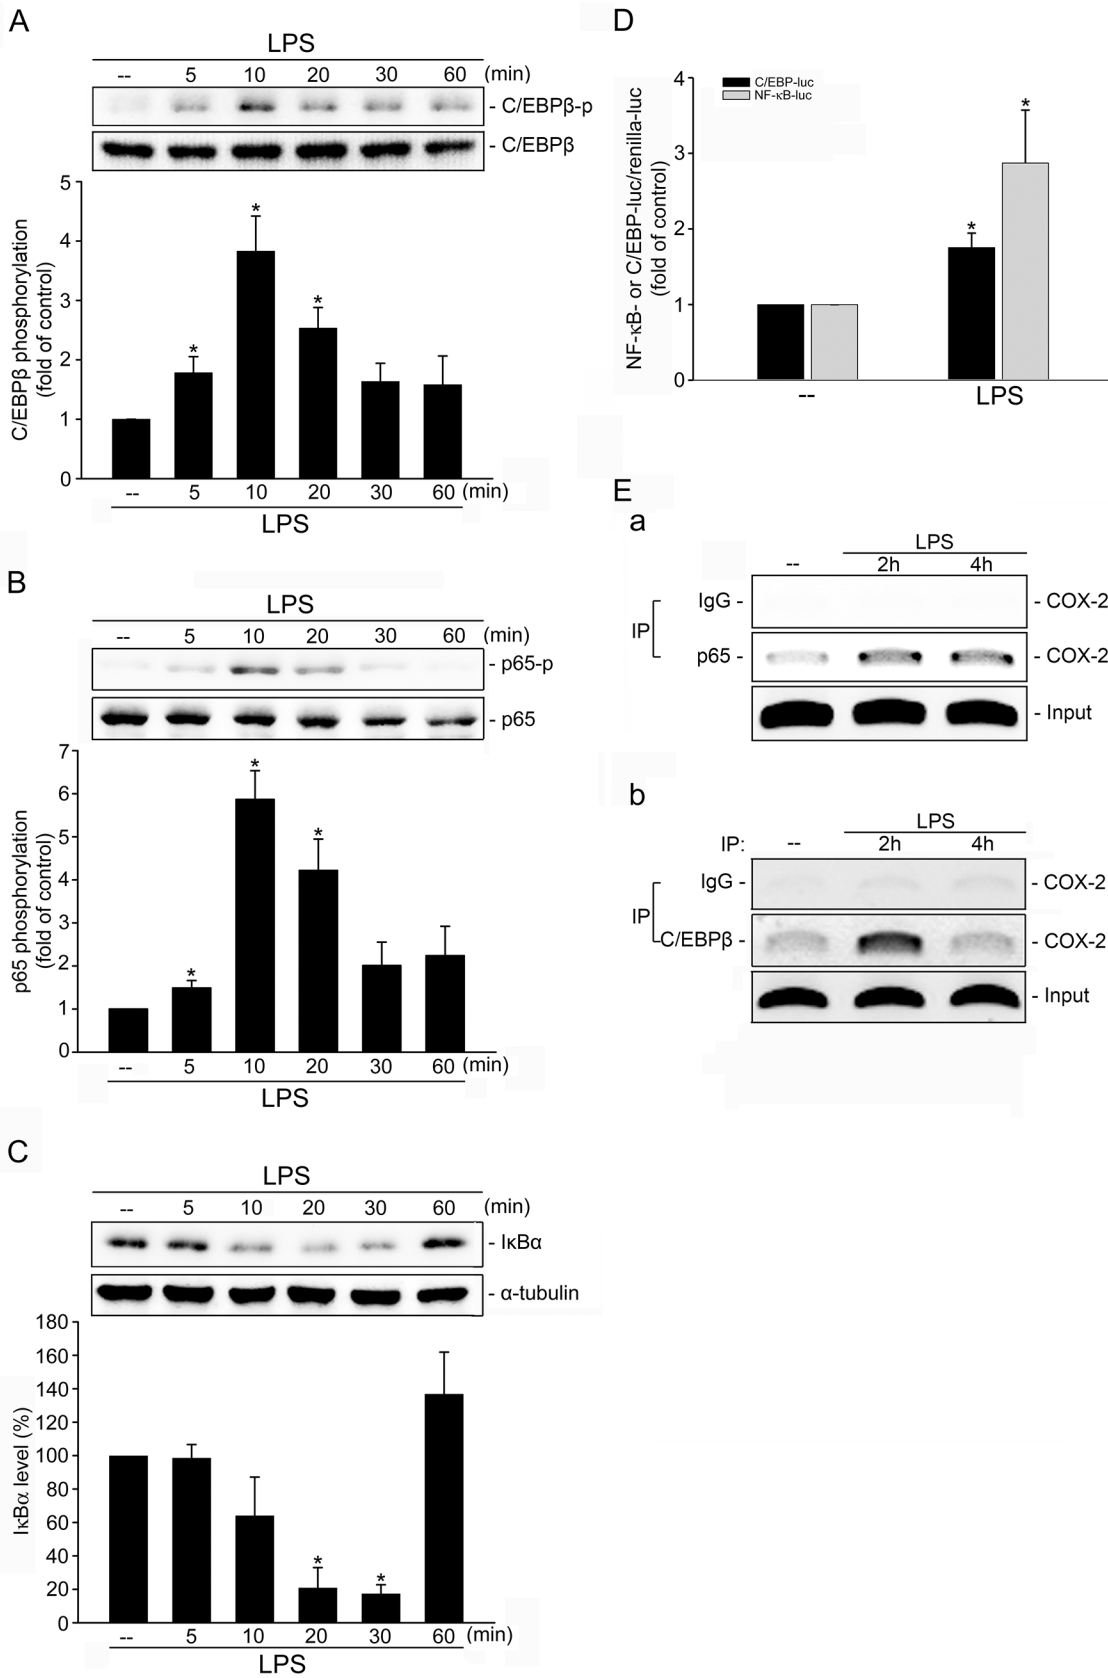 A
LPS
-- 5 10 20 30 60 (min)
- C/EBPβ-p
- C/EBPβ
C/EBPβ phosphorylation
(fold of control)
5
4
3
2
1
0
* * *
-- 5 10 20 30 60 (min)
LPS
B
LPS
-- 5 10 20 30 60 (min)
- p65-p
- p65
p65 phosphorylation
(fold of control)
7
6
5
4
3
2
1
0
* * *
-- 5 10 20 30 60 (min)
LPS
C
LPS
-- 5 10 20 30 60 (min)
- IκBα
- α-tubulin
IκBα level (%)
180
160
140
120
100
80
60
40
20
0
* *
-- 5 10 20 30 60 (min)
LPS
D
NF-κB- or C/EBP-luc/renilla-luc
(fold of control)
C/EBP-luc
NF-κB-luc
4
3
2
1
0
* *
-- LPS
E
a
LPS
-- 2h 4h
IP
IgG - - COX-2
p65 - - COX-2
- Input
b
LPS
IP: -- 2h 4h
IP
IgG - - COX-2
C/EBPβ - - COX-2
- Input